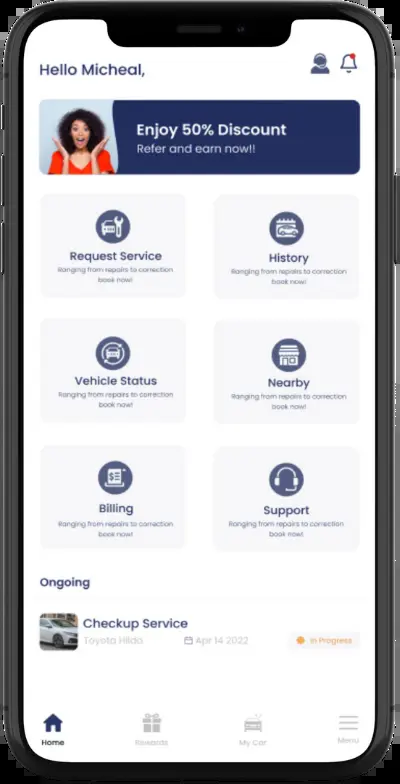 Hello Micheal,
Enjoy 50% Discount
Refer and earn now!!
Request Service
Ranging from repairs to correction
book now!
History
Ranging from repairs to correction
book now!
Vehicle Status
Ranging from repairs to correction
book now!
Nearby
Ranging from repairs to correction
book now!
Billing
Ranging from repairs to correction
book now!
Support
Ranging from repairs to correction
book now!
Ongoing
Checkup Service
Toyota Hilda
Apr 14 2022
In Progress
Home
Rewards
My Car
Menu